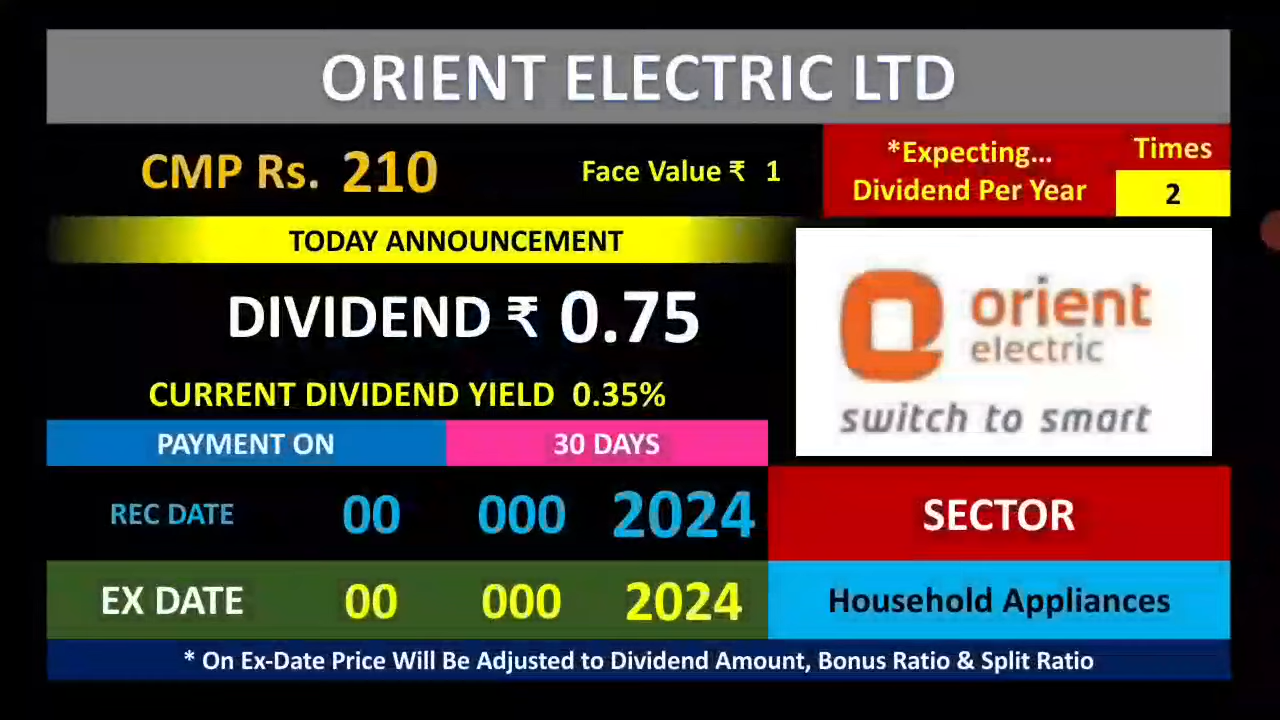 ORIENT ELECTRIC LTD
CMP Rs. 210 Face Value ₹ 1
*Expecting...
Dividend Per Year
Times
2
TODAY ANNOUNCEMENT
DIVIDEND ₹ 0.75
CURRENT DIVIDEND YIELD 0.35%
orient
electric
switch to smart
PAYMENT ON 30 DAYS
REC DATE 00 000 2024
SECTOR
EX DATE 00 000 2024
Household Appliances
* On Ex-Date Price Will Be Adjusted to Dividend Amount, Bonus Ratio & Split Ratio